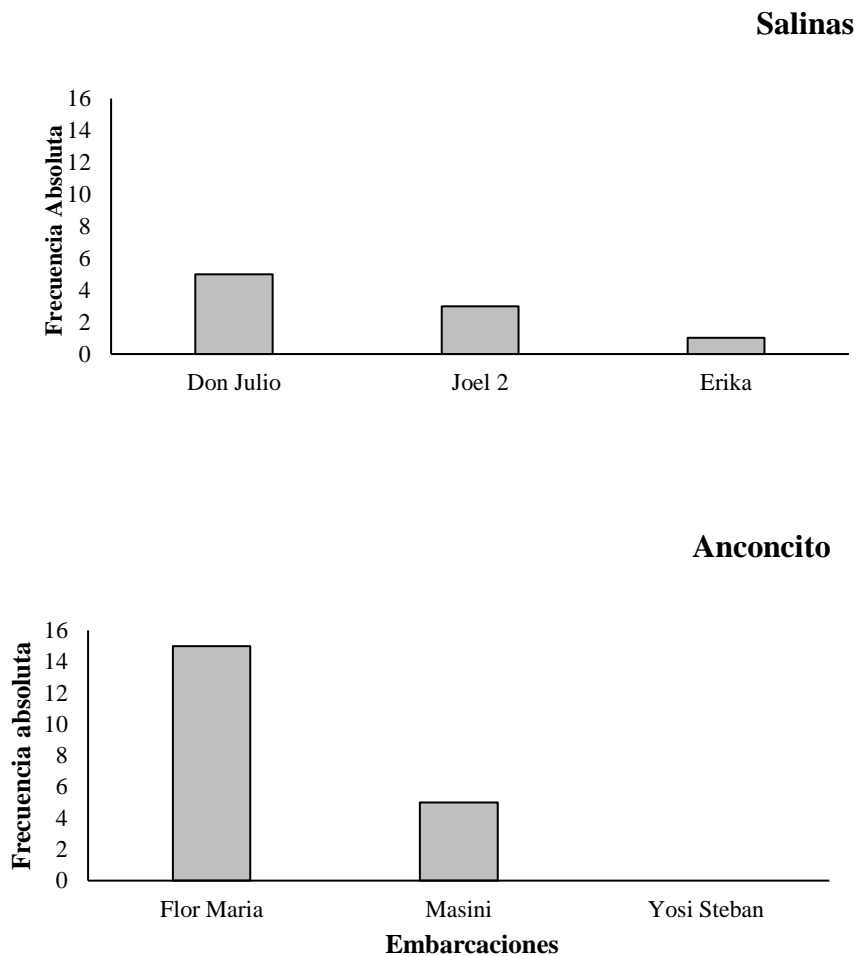 Salinas
Frecuencia Absoluta
16
14
12
10
8
6
4
2
0
Don Julio Joel 2 Erika
Anconcito
Frecuencia absoluta
16
14
12
10
8
6
4
2
0
Flor Maria Masini Yosi Steban
Embarcaciones